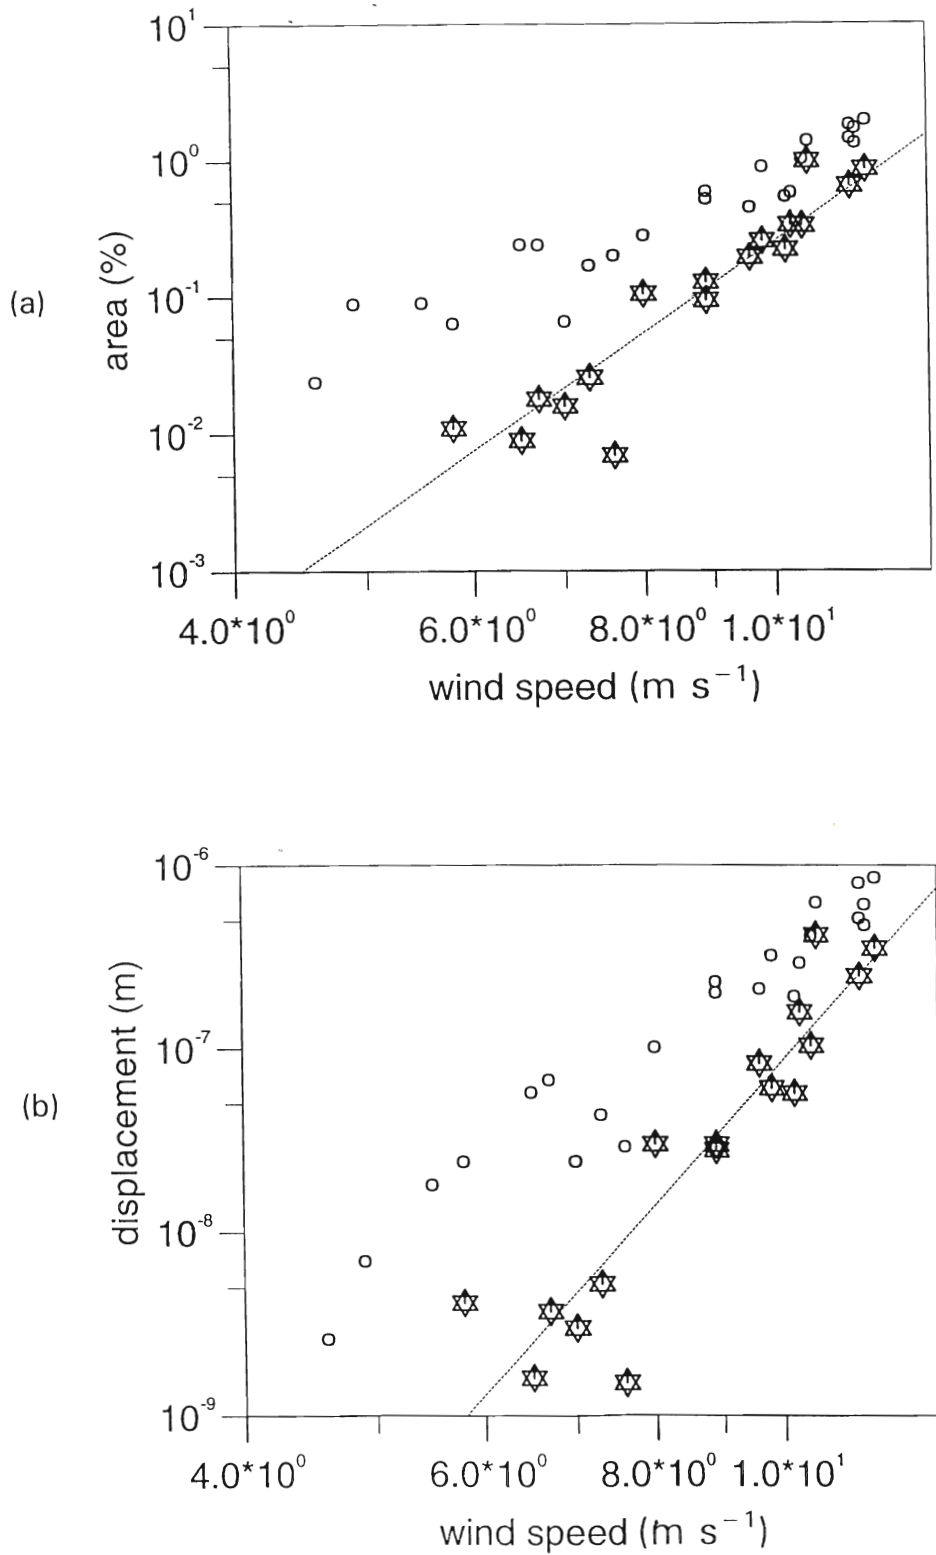 (a)
area (%)
10¹
10⁰
10⁻¹
10⁻²
10⁻³
4.0*10⁰ 6.0*10⁰ 8.0*10⁰ 1.0*10¹
wind speed (m s⁻¹)
(b)
displacement (m)
10⁻⁶
10⁻⁷
10⁻⁸
10⁻⁹
4.0*10⁰ 6.0*10⁰ 8.0*10⁰ 1.0*10¹
wind speed (m s⁻¹)